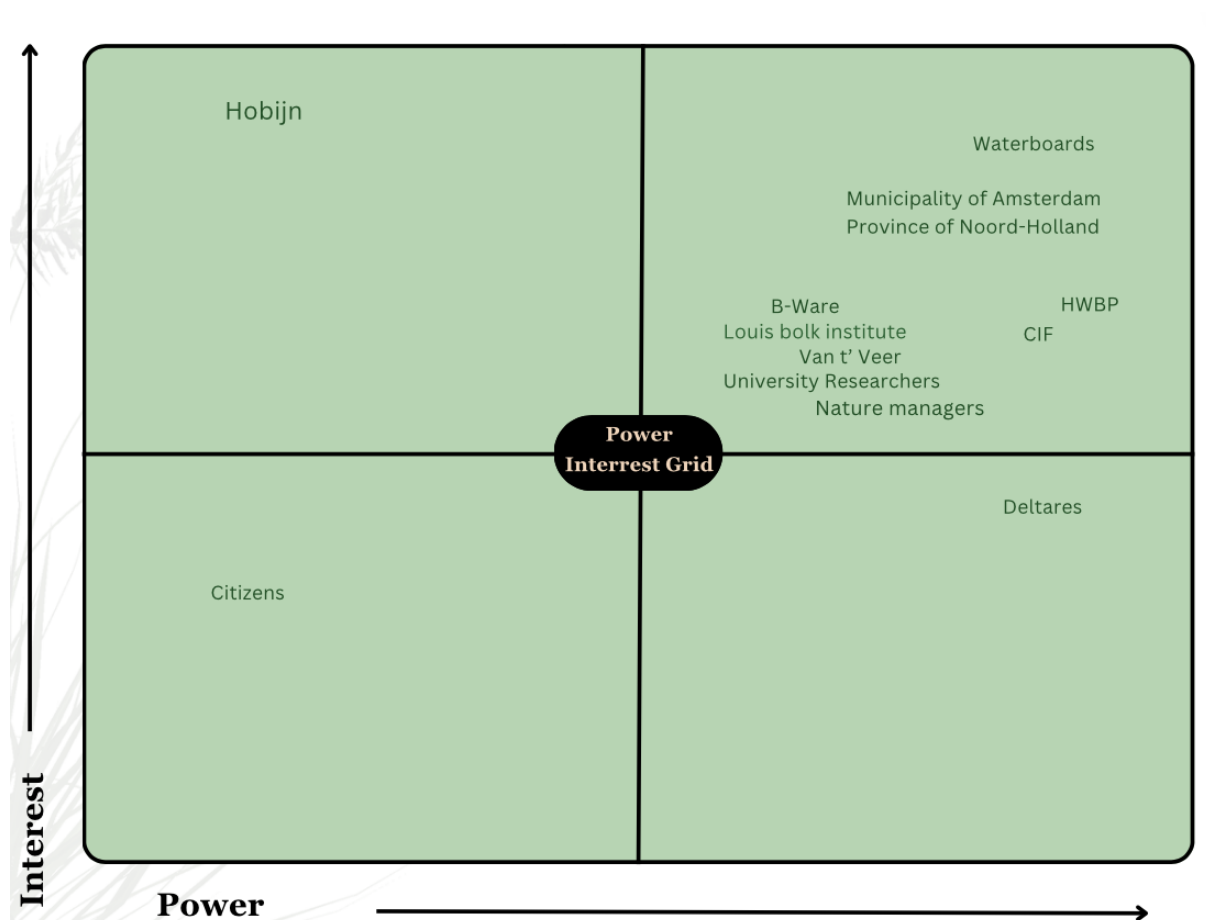 Hobijn
Waterboards
Municipality of Amsterdam
Province of Noord-Holland
B-Ware
HWBP
Louis bolk institute
CIF
Van t’ Veer
University Researchers
Nature managers
Power
Interrest Grid
Deltares
Citizens
Interest
Power